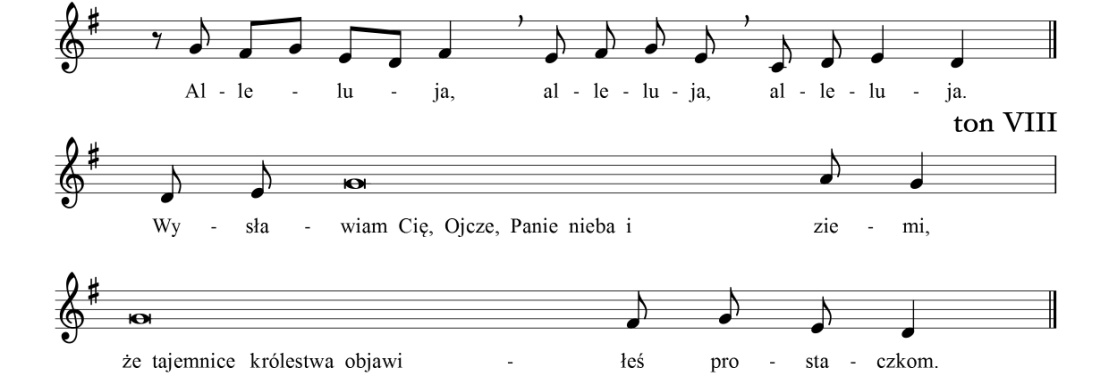 Al - le - lu - ja, al - le - lu - ja, al - le - lu - ja.
ton VIII
Wy - sła - wiam Cię, Ojcze, Panie nieba i zie - mi,
że tajemnice królestwa objawi - łeś pro - sta - czkom.